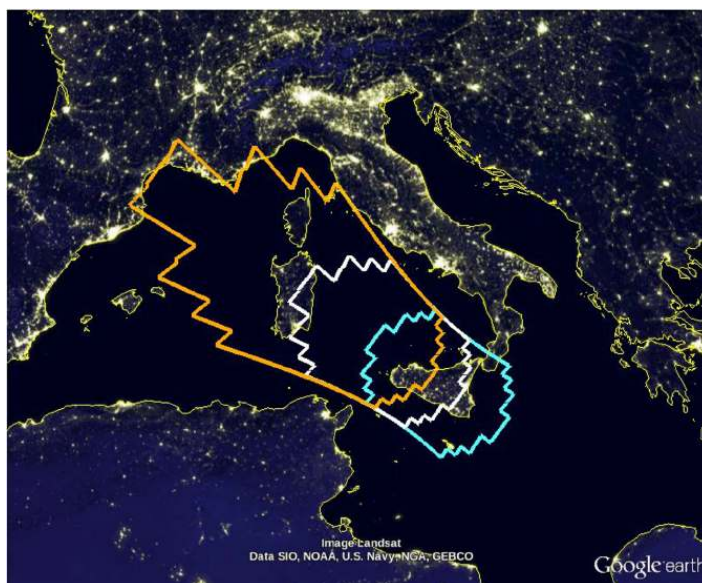 Image Landsat
Data SIO, NOAA, U.S. Navy, NGA, GEBCO
Google earth